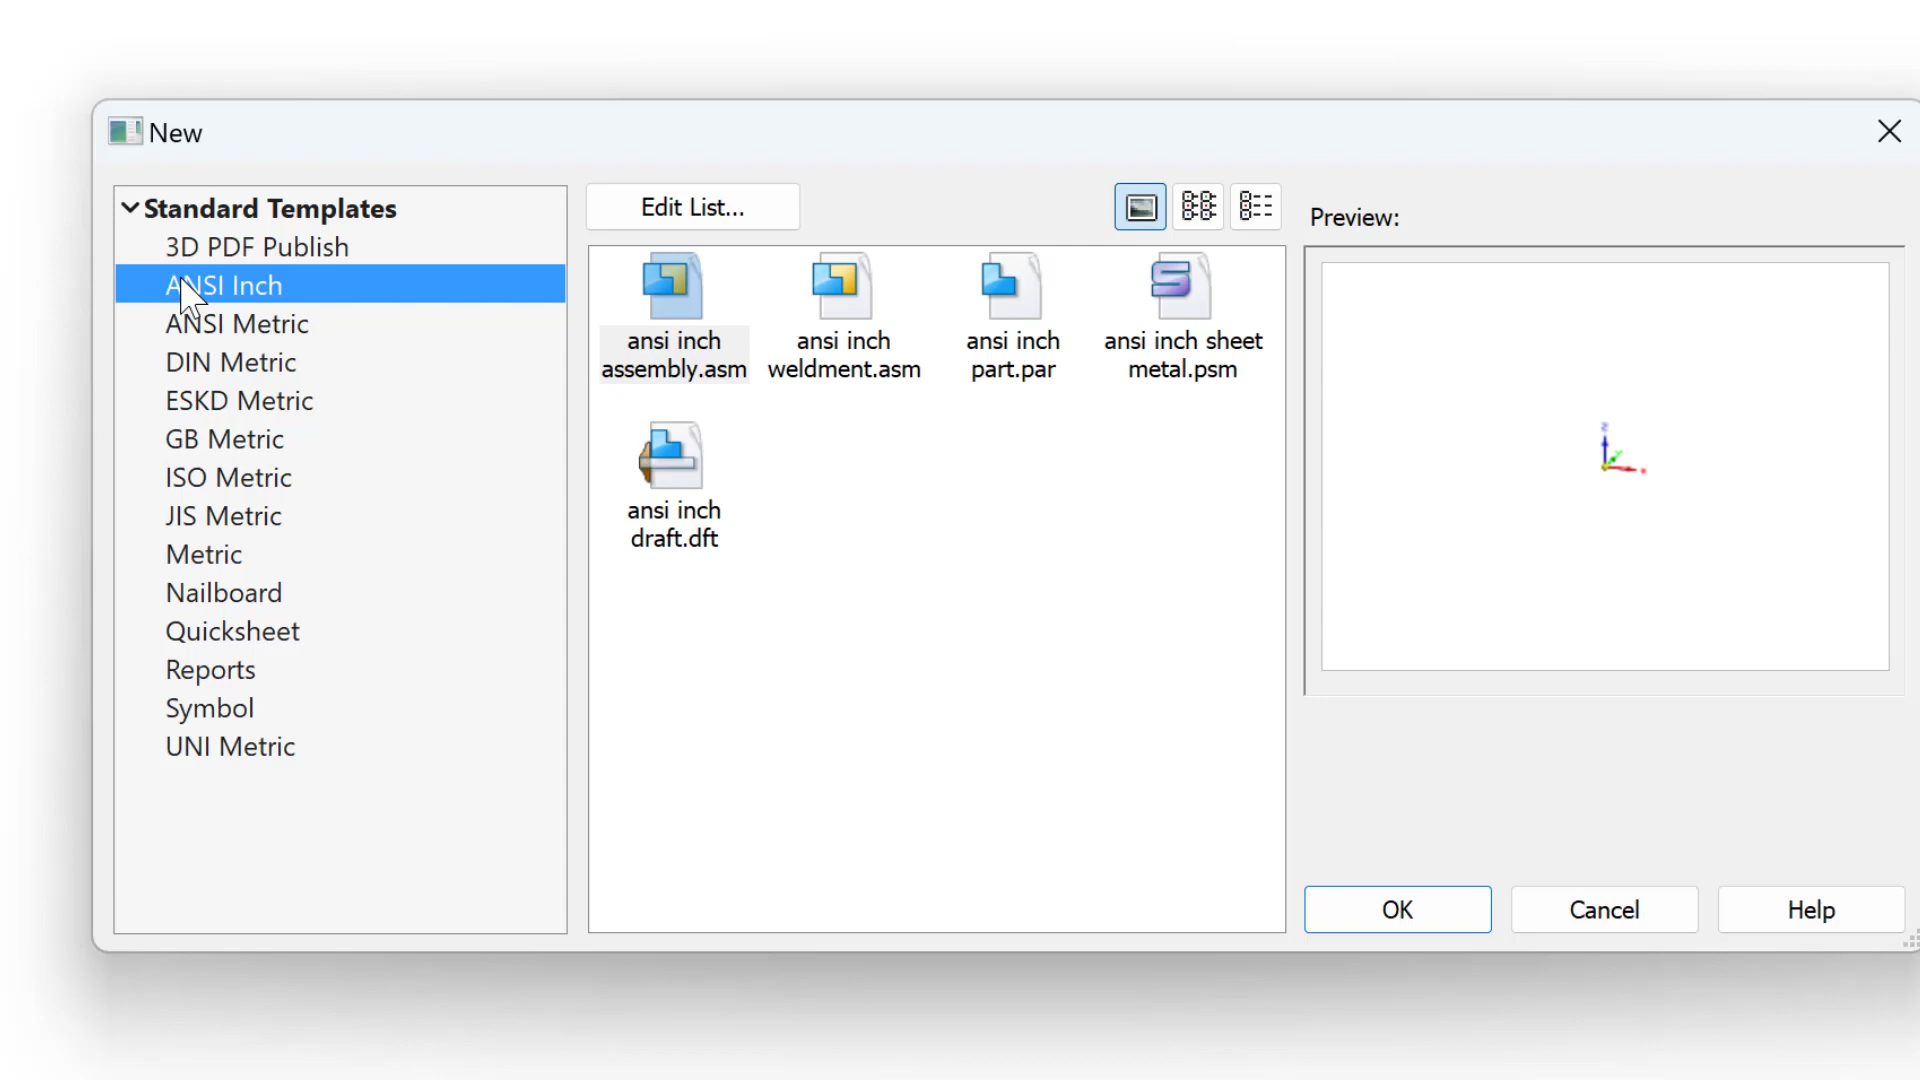 New
Standard Templates
3D PDF Publish
ANSI Inch
ANSI Metric
DIN Metric
ESKD Metric
GB Metric
ISO Metric
JIS Metric
Metric
Nailboard
Quicksheet
Reports
Symbol
UNI Metric
Edit List...
ansi inch
assembly.asm
ansi inch
weldment.asm
ansi inch
part.par
ansi inch sheet
metal.psm
ansi inch
draft.dft
Preview:
OK
Cancel
Help